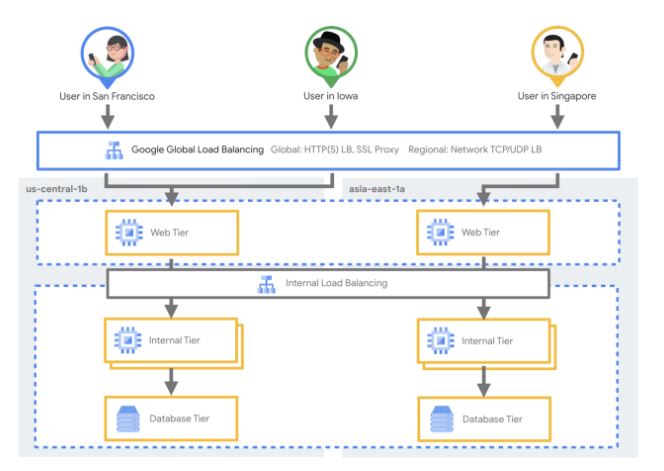 User in San Francisco
User in Iowa
User in Singapore
Google Global Load Balancing Global: HTTP(S) LB, SSL Proxy Regional: Network TCP/UDP LB
us-central-1b
asia-east-1a
Web Tier
Web Tier
Internal Load Balancing
Internal Tier
Internal Tier
Database Tier
Database Tier